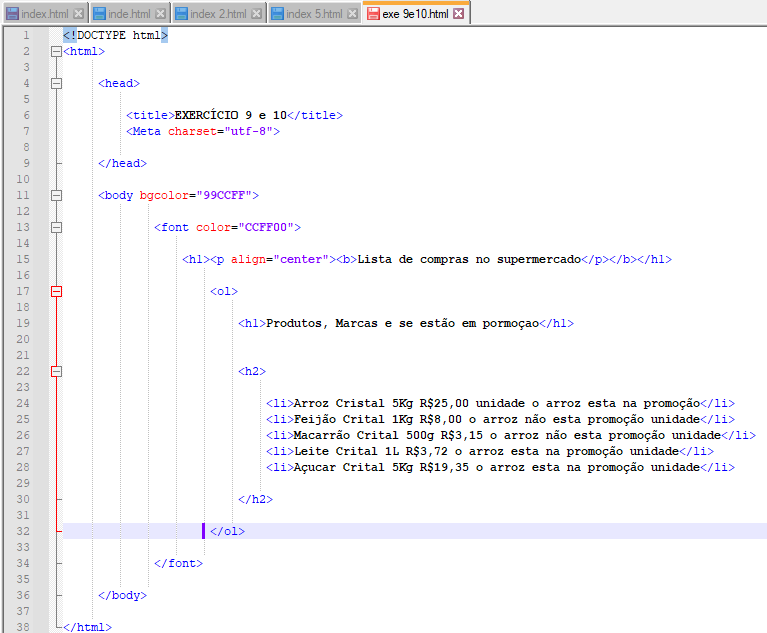 index.html inde.html index 2.html index 5.html exe 9e10.html
1 <!DOCTYPE html>
2 <html>
3
4 <head>
5
6 <title>EXERCÍCIO 9 e 10</title>
7 <Meta charset="utf-8">
8
9 </head>
10
11 <body bgcolor="99CCFF">
12
13 <font color="CCFF00">
14
15 <h1><p align="center"><b>Lista de compras no supermercado</p></b></h1>
16
17 <ol>
18
19 <h1>Produtos, Marcas e se estão em pormoçao</h1>
20
21
22 <h2>
23
24 <li>Arroz Cristal 5Kg R$25,00 unidade o arroz esta na promoção</li>
25 <li>Feijão Crital 1Kg R$8,00 o arroz não esta promoção unidade</li>
26 <li>Macarrão Crital 500g R$3,15 o arroz não esta promoção unidade</li>
27 <li>Leite Crital 1L R$3,72 o arroz esta na promoção unidade</li>
28 <li>Açucar Crital 5Kg R$19,35 o arroz esta na promoção unidade</li>
29
30 </h2>
31
32 </ol>
33
34 </font>
35
36 </body>
37
38 </html>